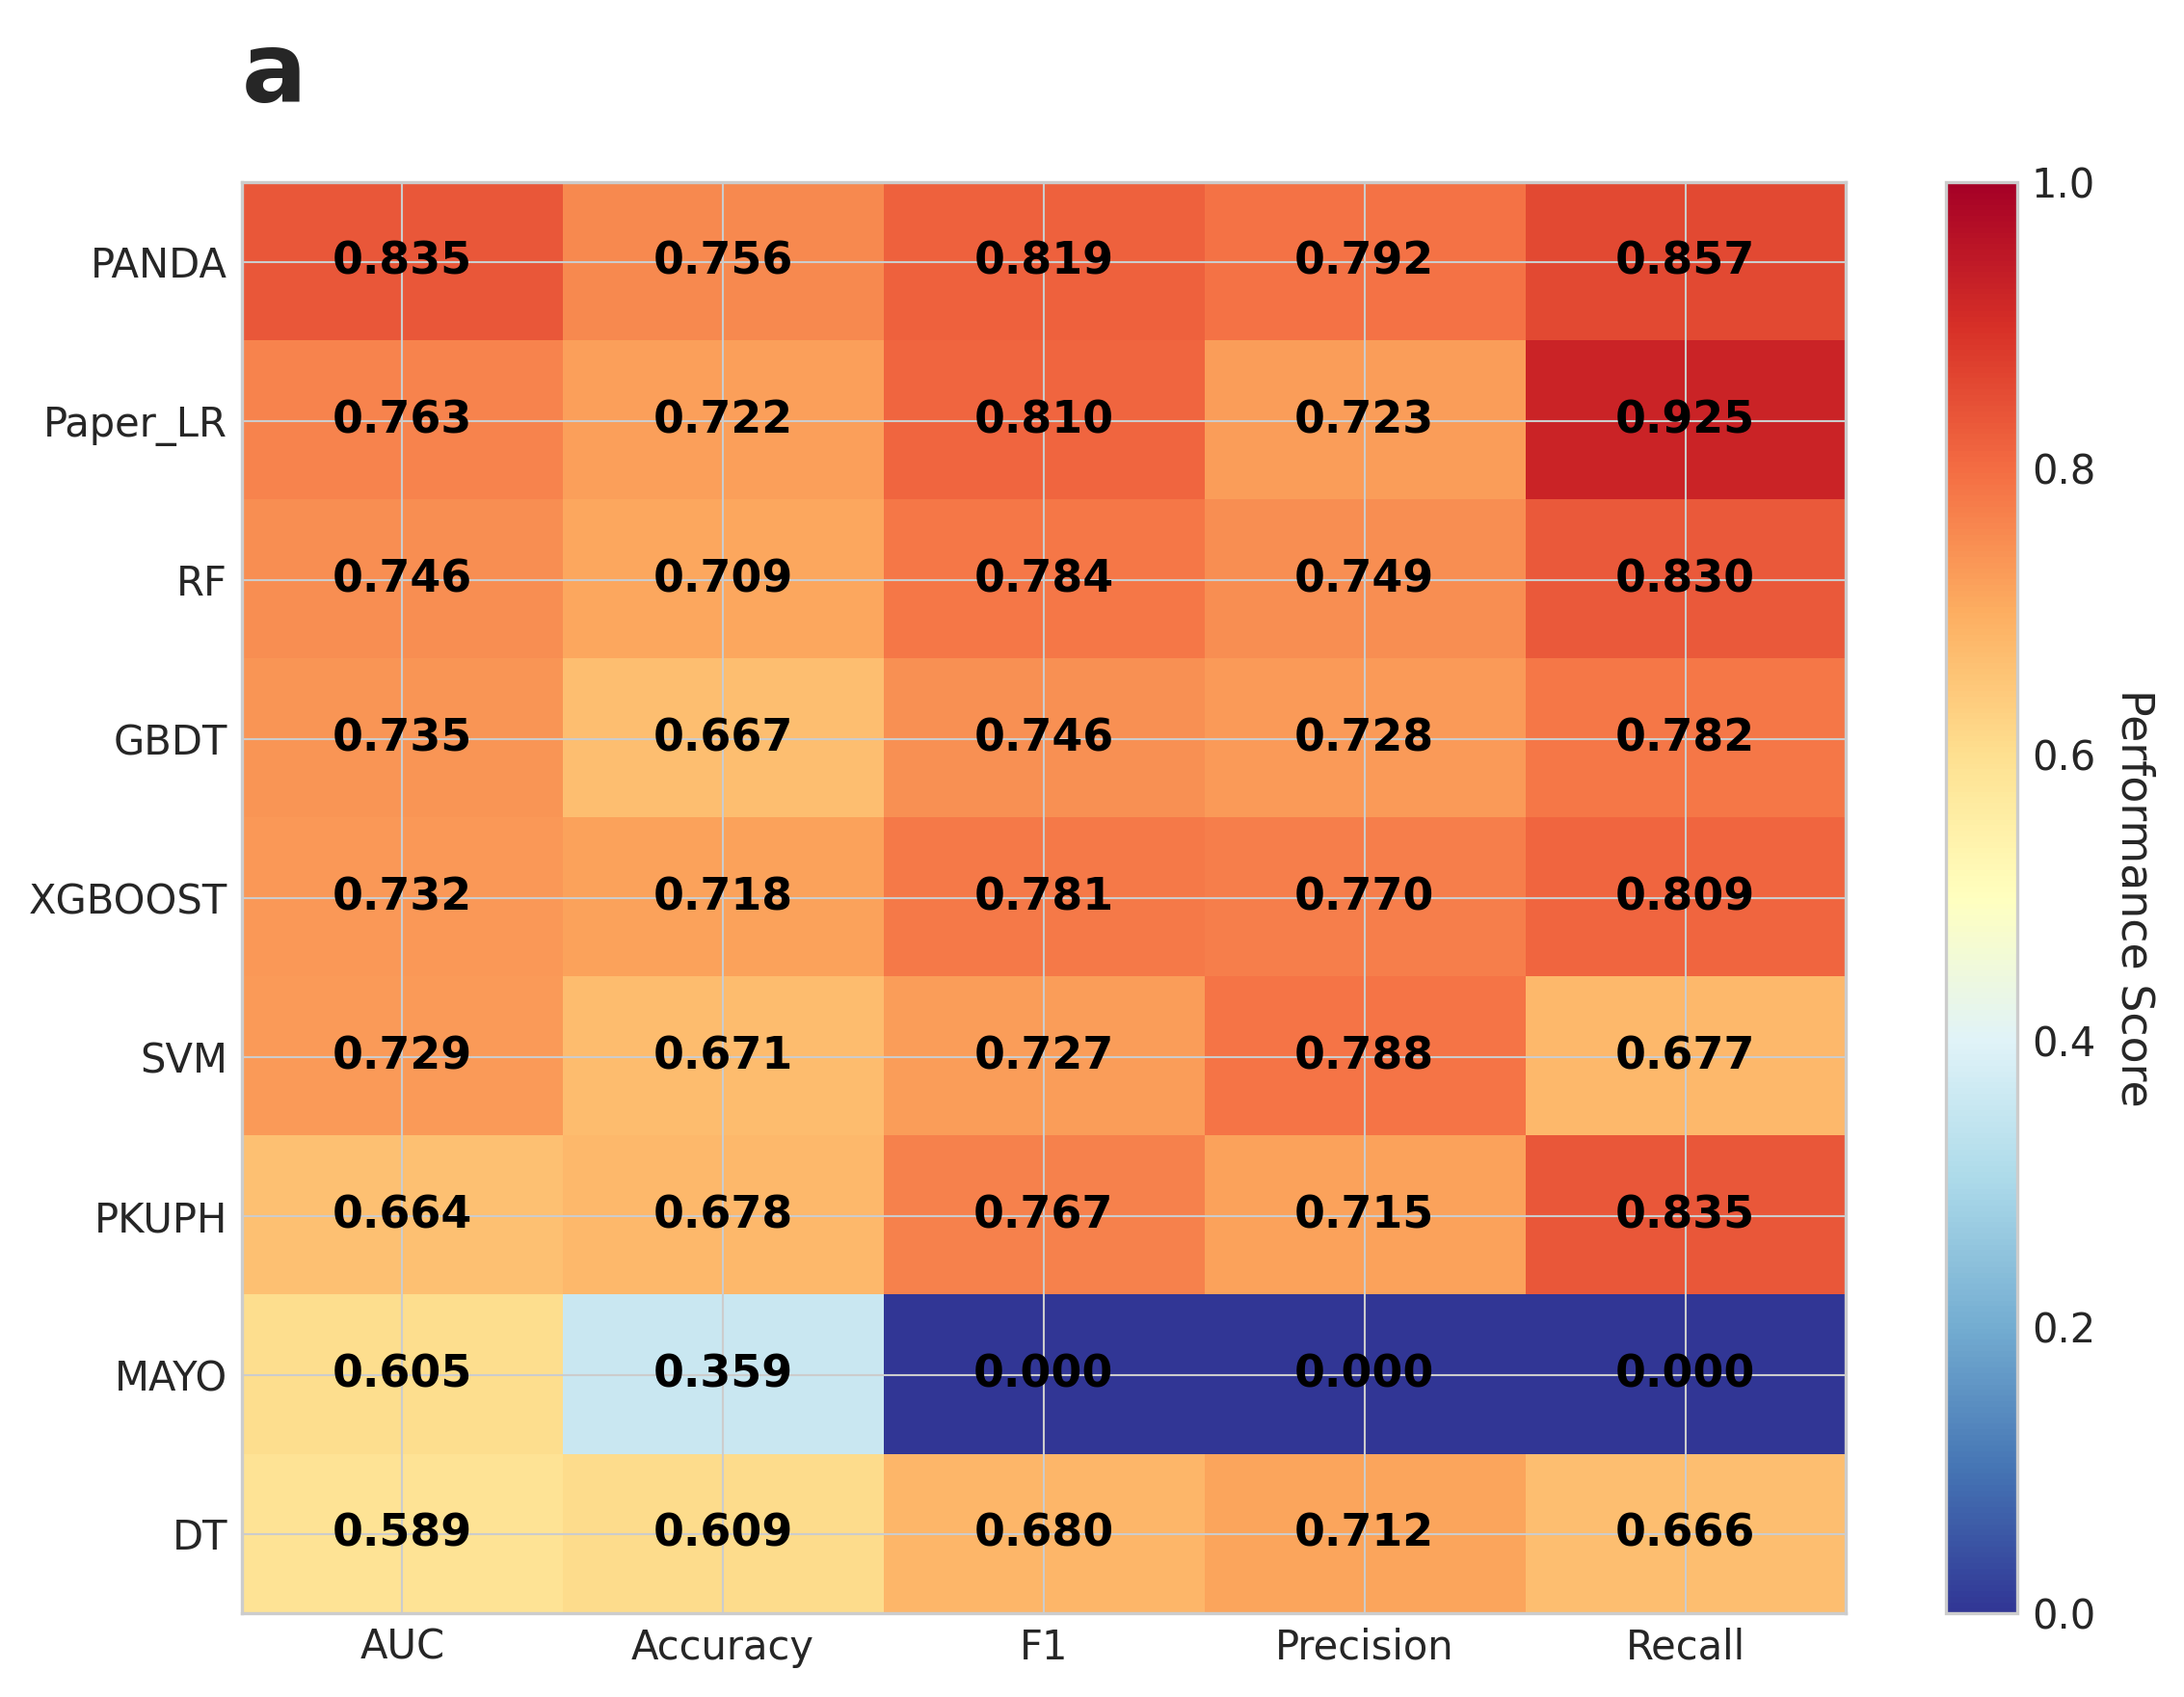 a
PANDA 0.835 0.756 0.819 0.792 0.857
Paper_LR 0.763 0.722 0.810 0.723 0.925
RF 0.746 0.709 0.784 0.749 0.830
GBDT 0.735 0.667 0.746 0.728 0.782
XGBOOST 0.732 0.718 0.781 0.770 0.809
SVM 0.729 0.671 0.727 0.788 0.677
PKUPH 0.664 0.678 0.767 0.715 0.835
MAYO 0.605 0.359 0.000 0.000 0.000
DT 0.589 0.609 0.680 0.712 0.666
AUC Accuracy F1 Precision Recall
1.0
0.8
0.6
0.4
0.2
0.0
Performance Score